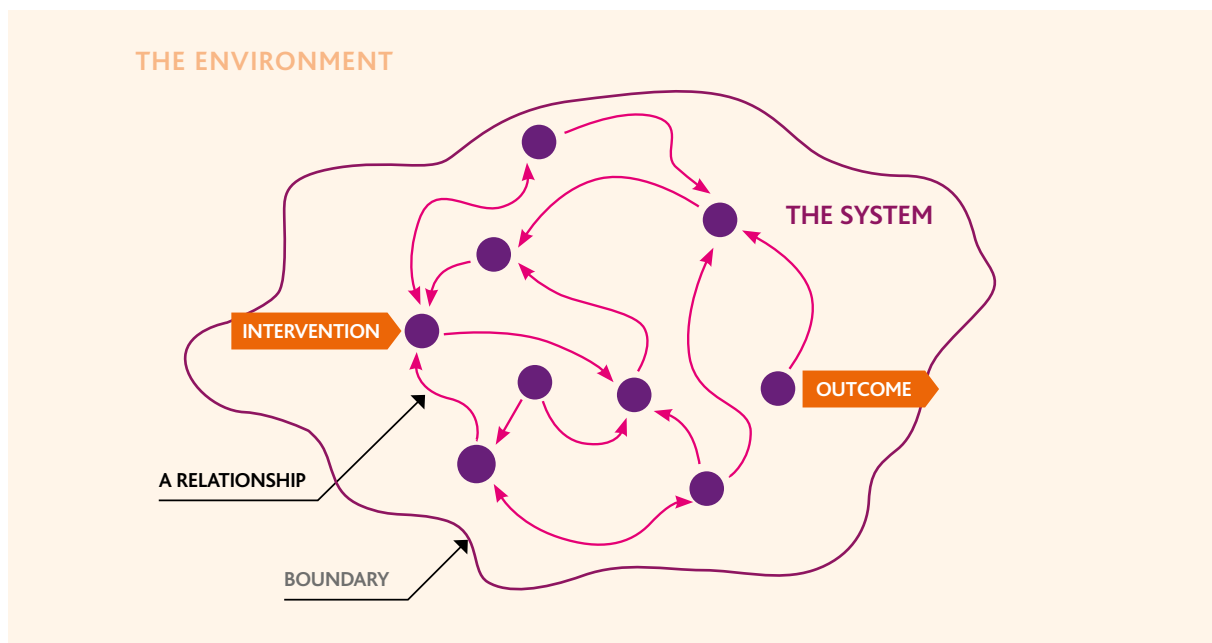 THE ENVIRONMENT
THE SYSTEM
INTERVENTION
OUTCOME
A RELATIONSHIP
BOUNDARY